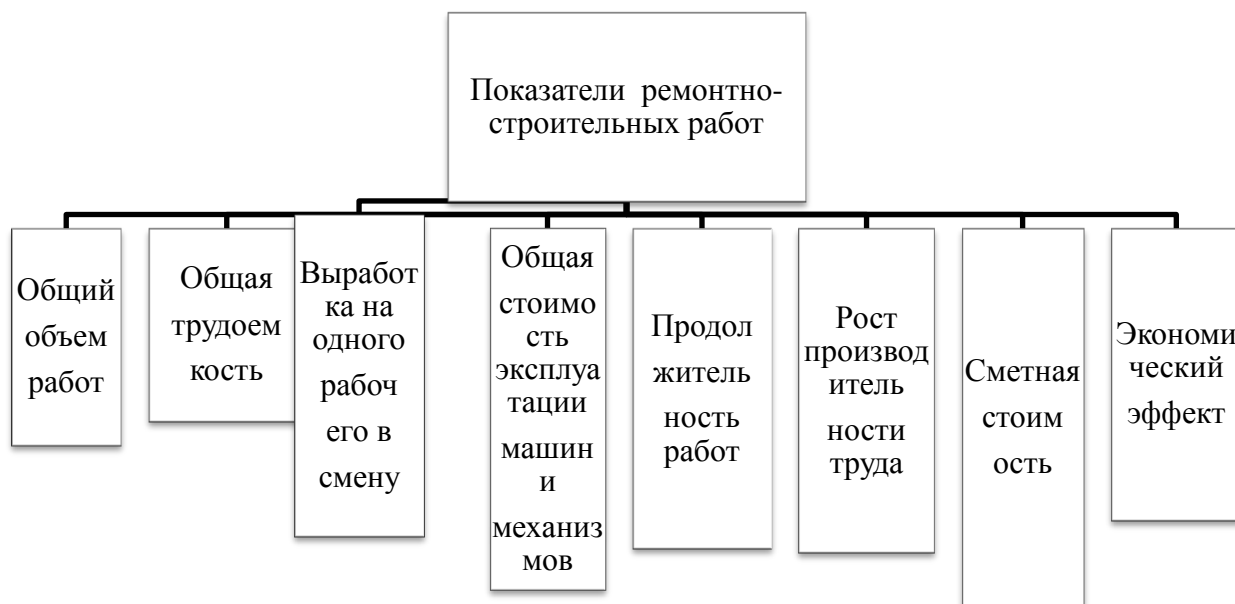 Показатели ремонтно-
строительных работ
Общий
объем
работ
Общая
трудоем
кость
Выработ
ка на
одного
рабоч
его в
смену
Общая
стоимо
сть
эксплуа
тации
машин
и
механиз
мов
Продол
житель
ность
работ
Рост
производ
итель
ности
труда
Сметная
стоим
ость
Экономи
ческий
эффект